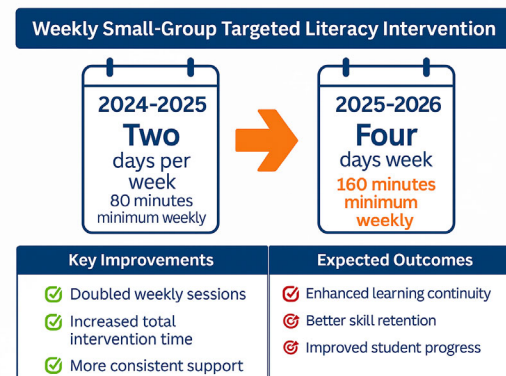 Weekly Small-Group Targeted Literacy Intervention
2024-2025
Two
days per
week
80 minutes
minimum weekly
2025-2026
Four
days week
160 minutes
minimum
weekly
Key Improvements
Doubled weekly sessions
Increased total
intervention time
More consistent support
Expected Outcomes
Enhanced learning continuity
Better skill retention
Improved student progress